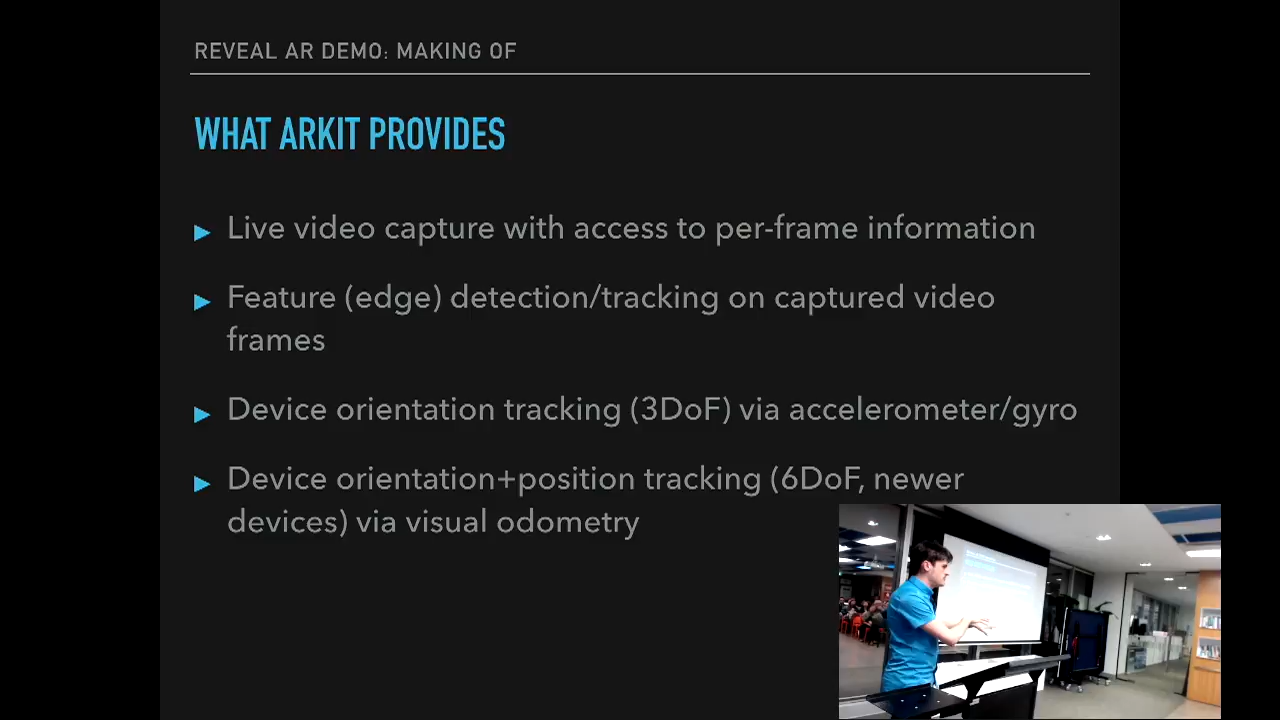 REVEAL AR DEMO: MAKING OF
WHAT ARKIT PROVIDES
Live video capture with access to per-frame information
Feature (edge) detection/tracking on captured video
frames
Device orientation tracking (3DoF) via accelerometer/gyro
Device orientation+position tracking (6DoF, newer
devices) via visual odometry